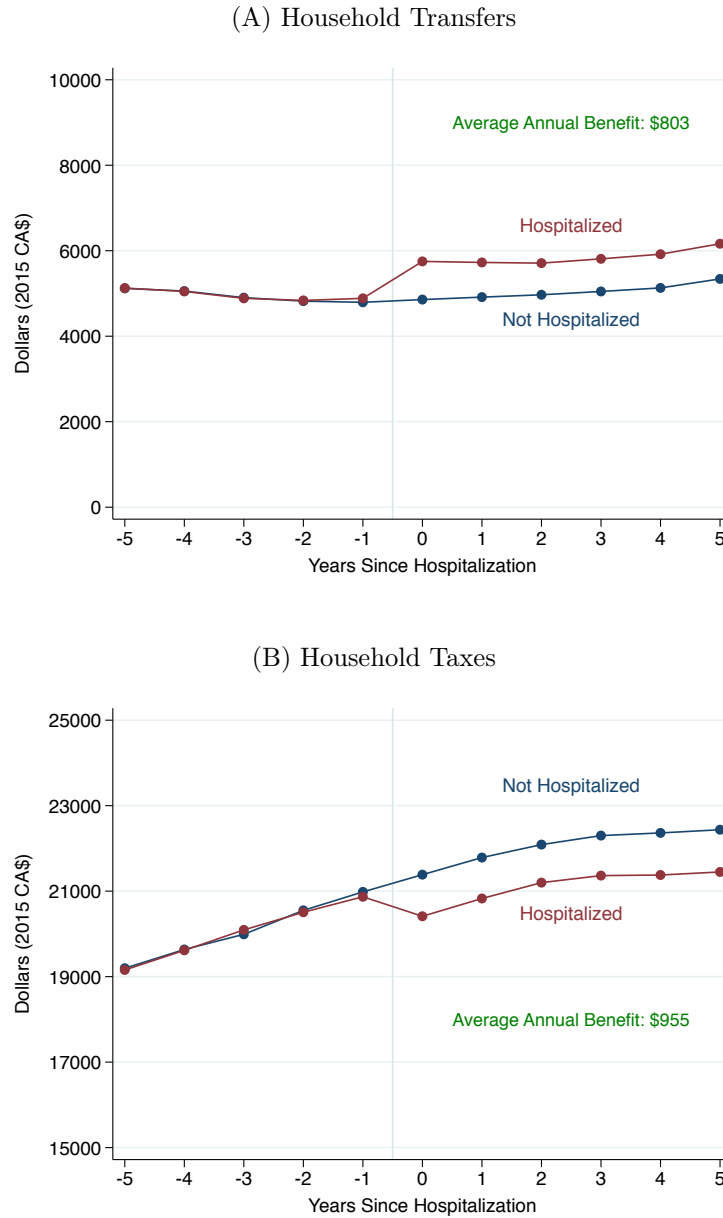 (A) Household Transfers
Dollars (2015 CA$)
10000
8000
6000
4000
2000
0
Average Annual Benefit: $803
Hospitalized
Not Hospitalized
-5 -4 -3 -2 -1 0 1 2 3 4 5
Years Since Hospitalization
(B) Household Taxes
Dollars (2015 CA$)
25000
23000
21000
19000
17000
15000
Not Hospitalized
Hospitalized
Average Annual Benefit: $955
-5 -4 -3 -2 -1 0 1 2 3 4 5
Years Since Hospitalization